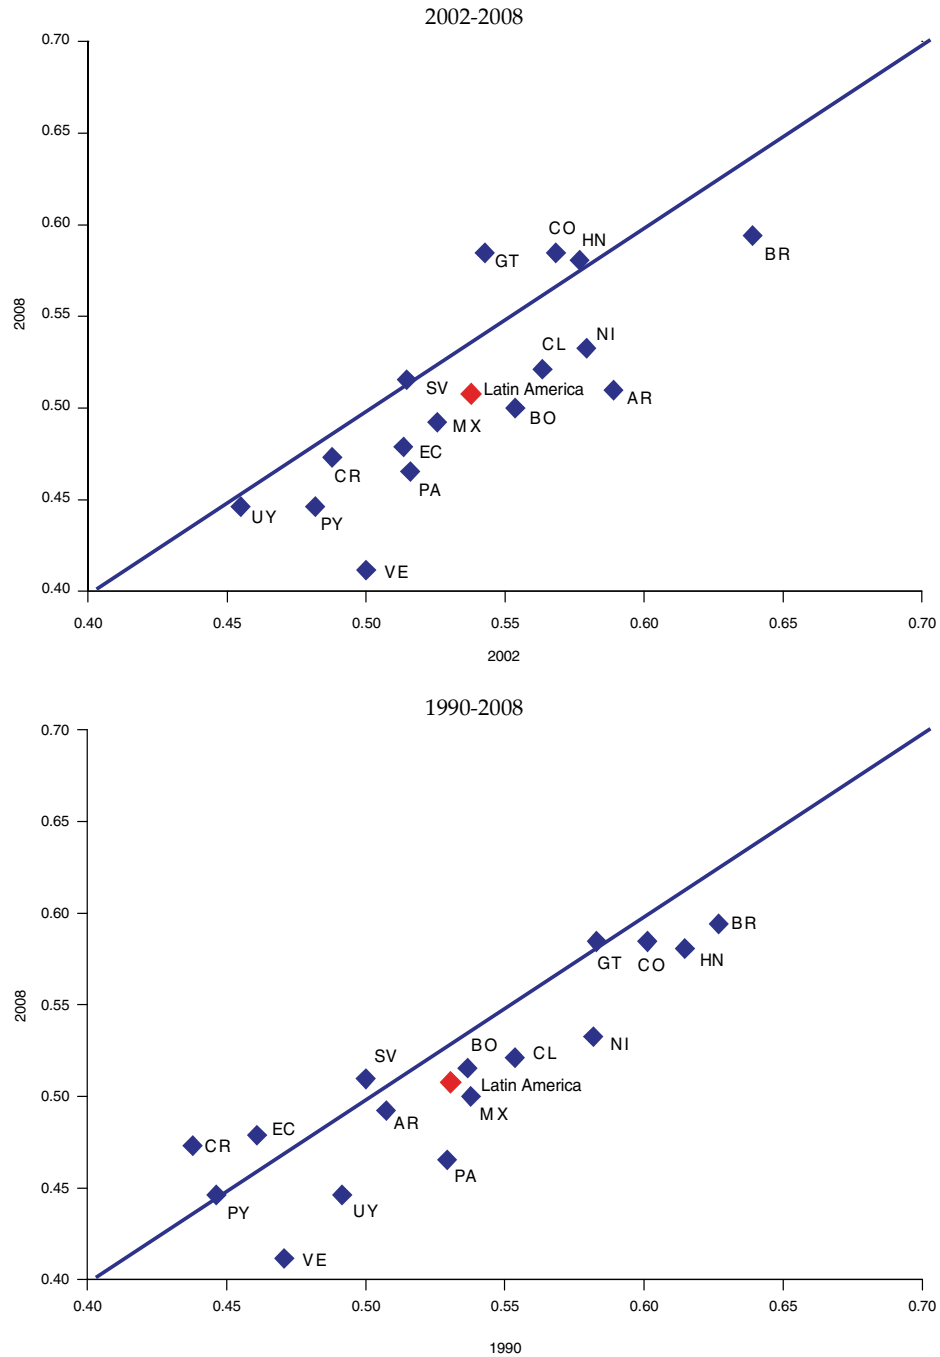 2002-2008
0.70
0.65
0.60
CO
HN
GT
BR
0.55
2008
NI
CL
SV
Latin America
AR
0.50
BO
MX
EC
CR
PA
0.45
UY
PY
VE
0.40
0.40 0.45 0.50 0.55 0.60 0.65 0.70
2002
1990-2008
0.70
0.65
0.60
BR
GT
CO
HN
0.55
2008
SV
BO
CL
NI
Latin America
0.50
MX
AR
EC
CR
PA
0.45
PY
UY
VE
0.40
0.40 0.45 0.50 0.55 0.60 0.65 0.70
1990